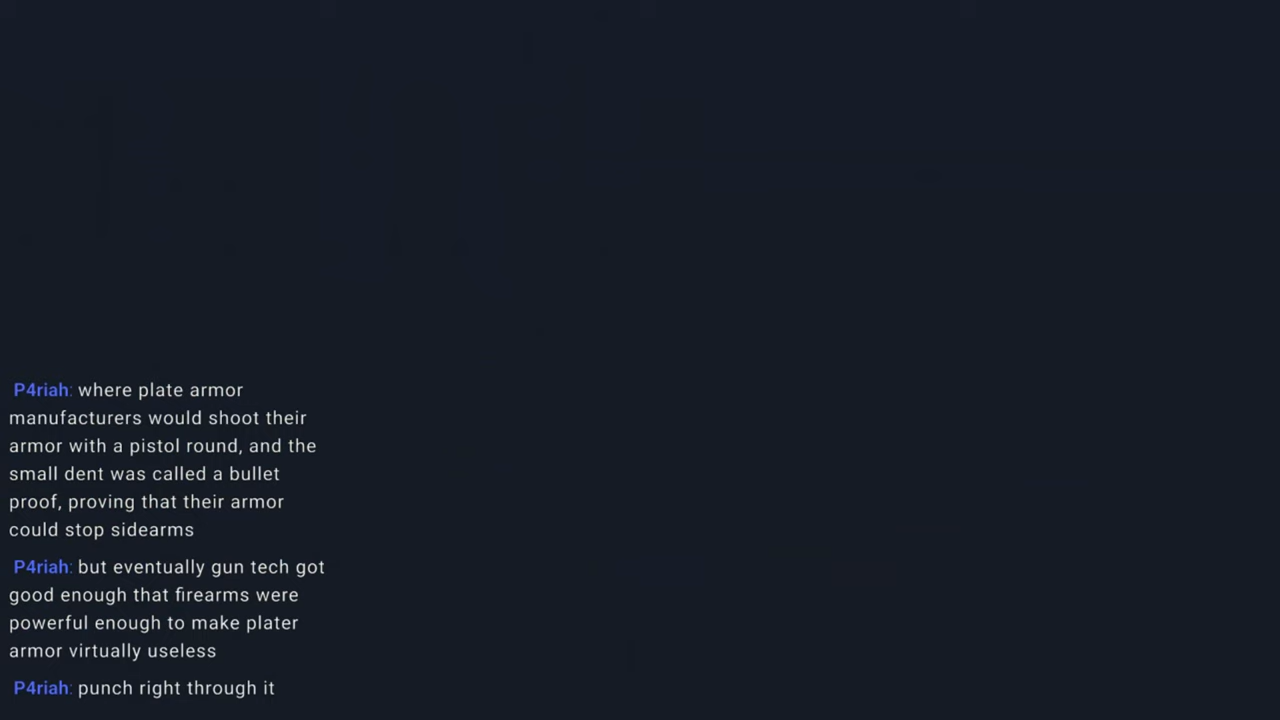 P4riah: where plate armor
manufacturers would shoot their
armor with a pistol round, and the
small dent was called a bullet
proof, proving that their armor
could stop sidearms
P4riah: but eventually gun tech got
good enough that firearms were
powerful enough to make plater
armor virtually useless
P4riah: punch right through it